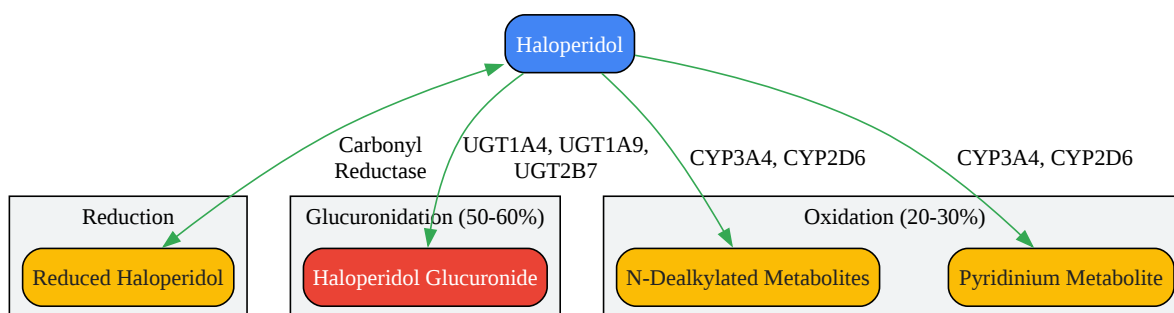 Haloperidol
Carbonyl
Reductase
UGT1A4, UGT1A9,
UGT2B7
CYP3A4, CYP2D6
CYP3A4, CYP2D6
Reduction
Glucuronidation (50-60%)
Oxidation (20-30%)
Reduced Haloperidol
Haloperidol Glucuronide
N-Dealkylated Metabolites
Pyridinium Metabolite